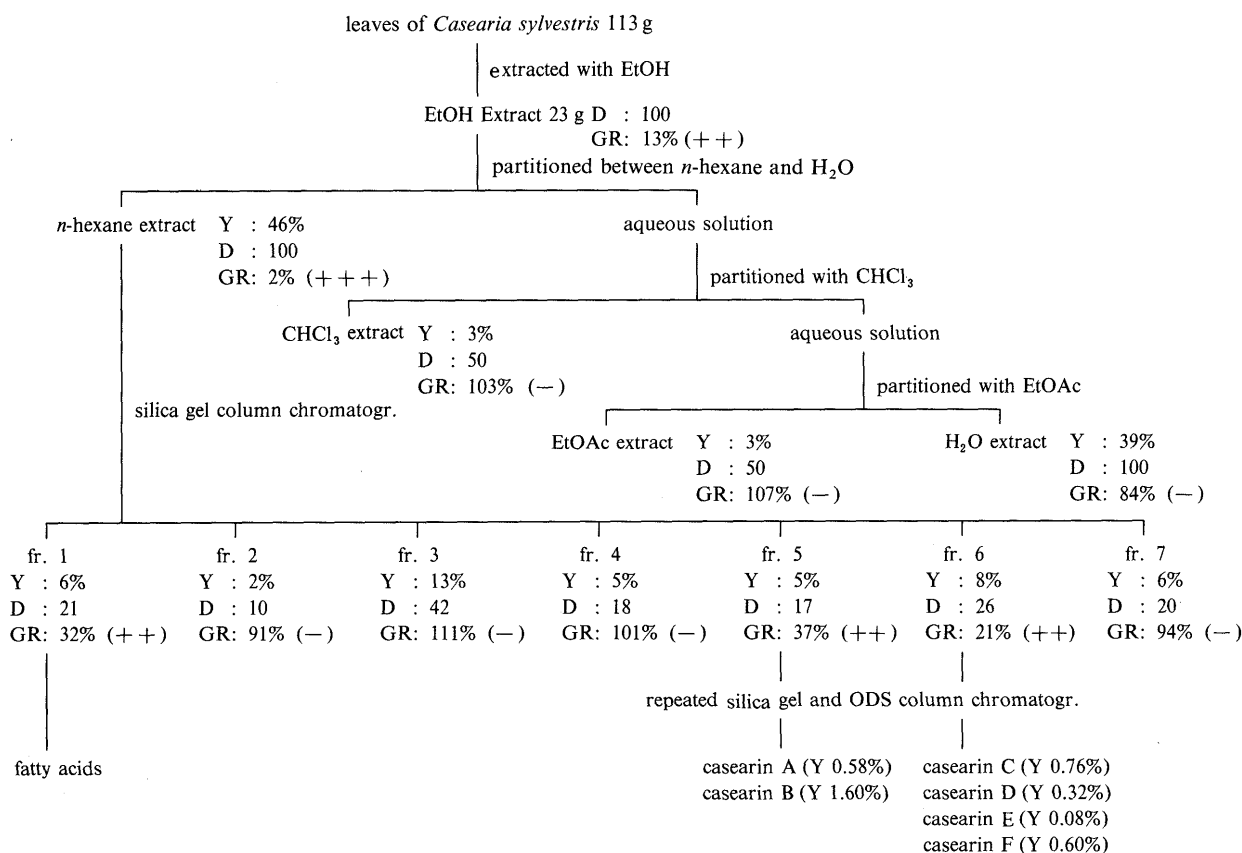 leaves of Casearia sylvestris 113 g
extracted with EtOH
EtOH Extract 23 g D : 100
GR: 13% (++)
partitioned between n-hexane and H₂O
n-hexane extract Y : 46%
D : 100
GR: 2% (+++)
aqueous solution
partitioned with CHCl₃
CHCl₃ extract Y : 3%
D : 50
GR: 103% (−)
aqueous solution
partitioned with EtOAc
silica gel column chromatogr.
EtOAc extract Y : 3%
D : 50
GR: 107% (−)
H₂O extract Y : 39%
D : 100
GR: 84% (−)
fr. 1
Y : 6%
D : 21
GR: 32% (++)
fr. 2
Y : 2%
D : 10
GR: 91% (−)
fr. 3
Y : 13%
D : 42
GR: 111% (−)
fr. 4
Y : 5%
D : 18
GR: 101% (−)
fr. 5
Y : 5%
D : 17
GR: 37% (++)
fr. 6
Y : 8%
D : 26
GR: 21% (++)
fr. 7
Y : 6%
D : 20
GR: 94% (−)
repeated silica gel and ODS column chromatogr.
fatty acids
casearin A (Y 0.58%)
casearin B (Y 1.60%)
casearin C (Y 0.76%)
casearin D (Y 0.32%)
casearin E (Y 0.08%)
casearin F (Y 0.60%)